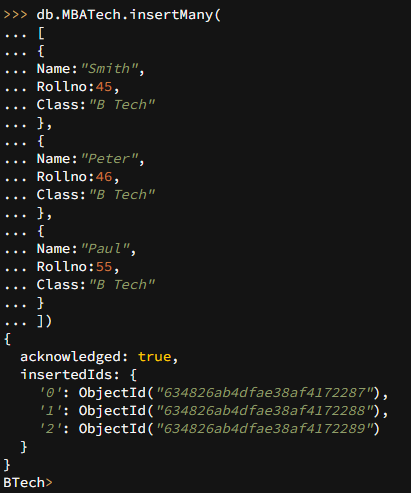 >>> db.MBATech.insertMany(
... [
... {
... Name:"Smith",
... Rollno:45,
... Class:"B Tech"
... },
... {
... Name:"Peter",
... Rollno:46,
... Class:"B Tech"
... },
... {
... Name:"Paul",
... Rollno:55,
... Class:"B Tech"
... }
... ])
{
  acknowledged: true,
  insertedIds: {
    '0': ObjectId("634826ab4dfae38af4172287"),
    '1': ObjectId("634826ab4dfae38af4172288"),
    '2': ObjectId("634826ab4dfae38af4172289")
  }
}
BTech>